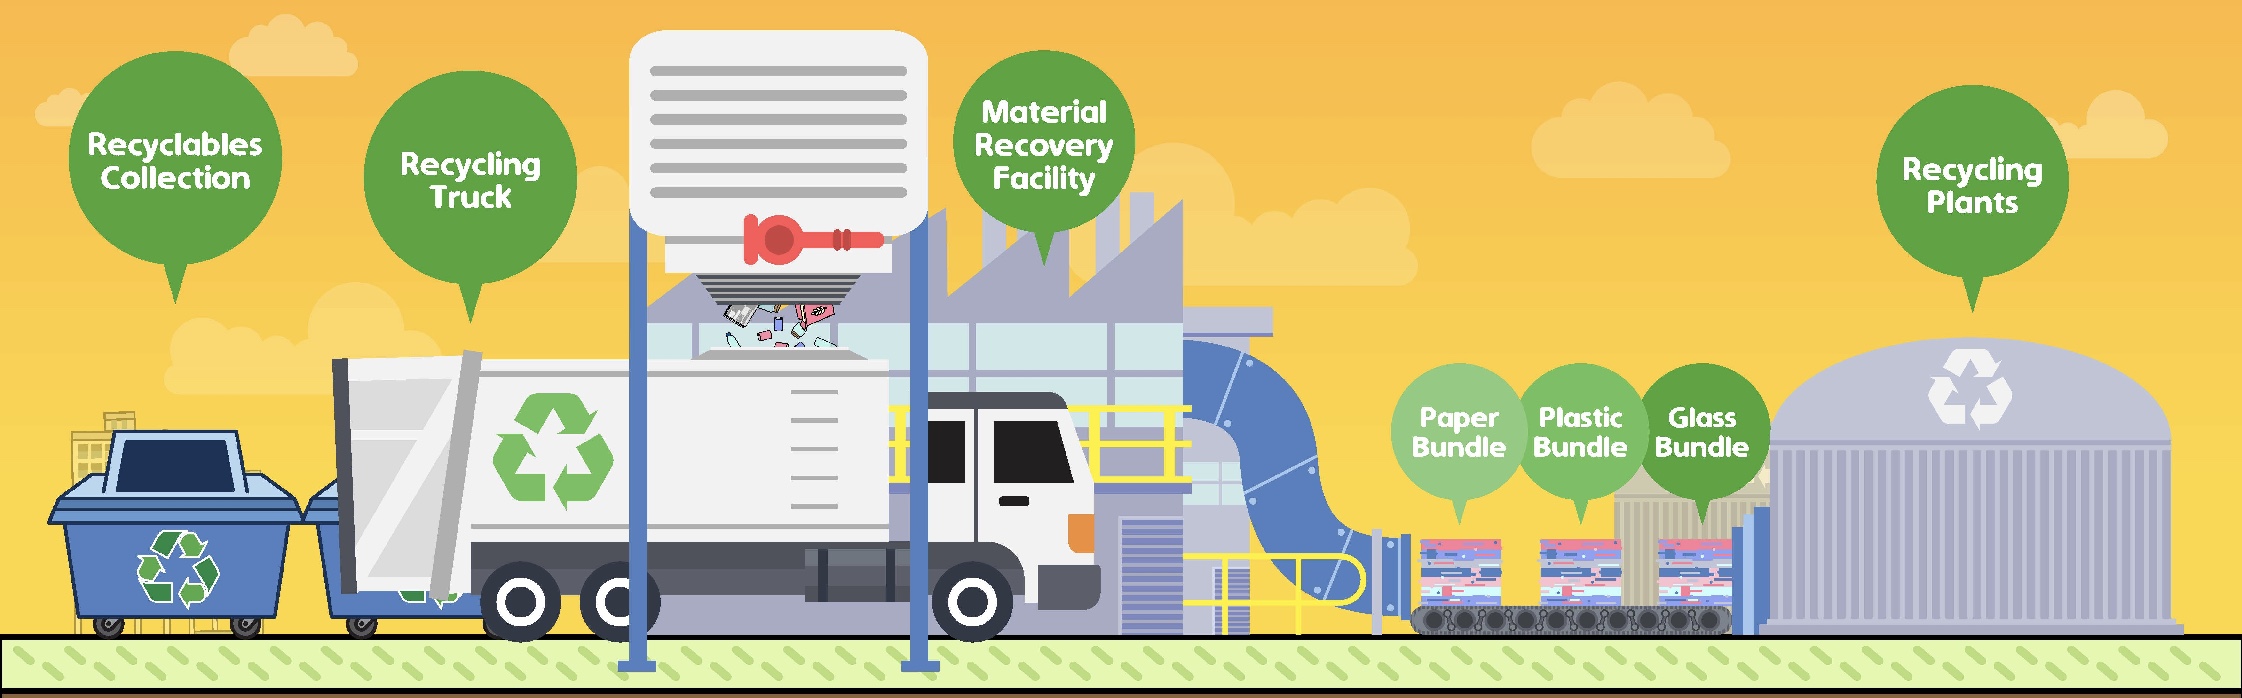 Recyclables
Collection
Recycling
Truck
Material
Recovery
Facility
Paper
Bundle
Plastic
Bundle
Glass
Bundle
Recycling
Plants